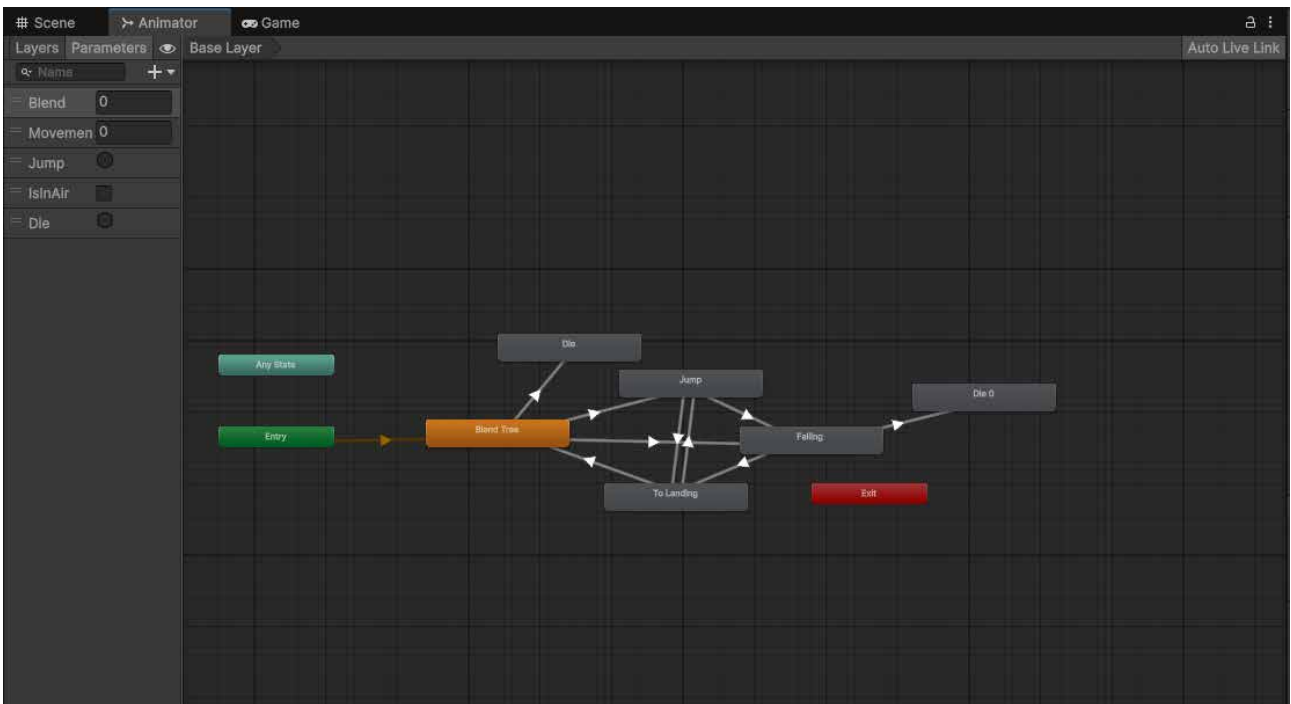 Scene Animator Game
Layers Parameters Base Layer Auto Live Link
Name
Blend 0
Movemen 0
Jump
IsInAir
Die
Die
Any State
Jump
Die 0
Blend Tree
Entry
Falling
To Landing
Exit